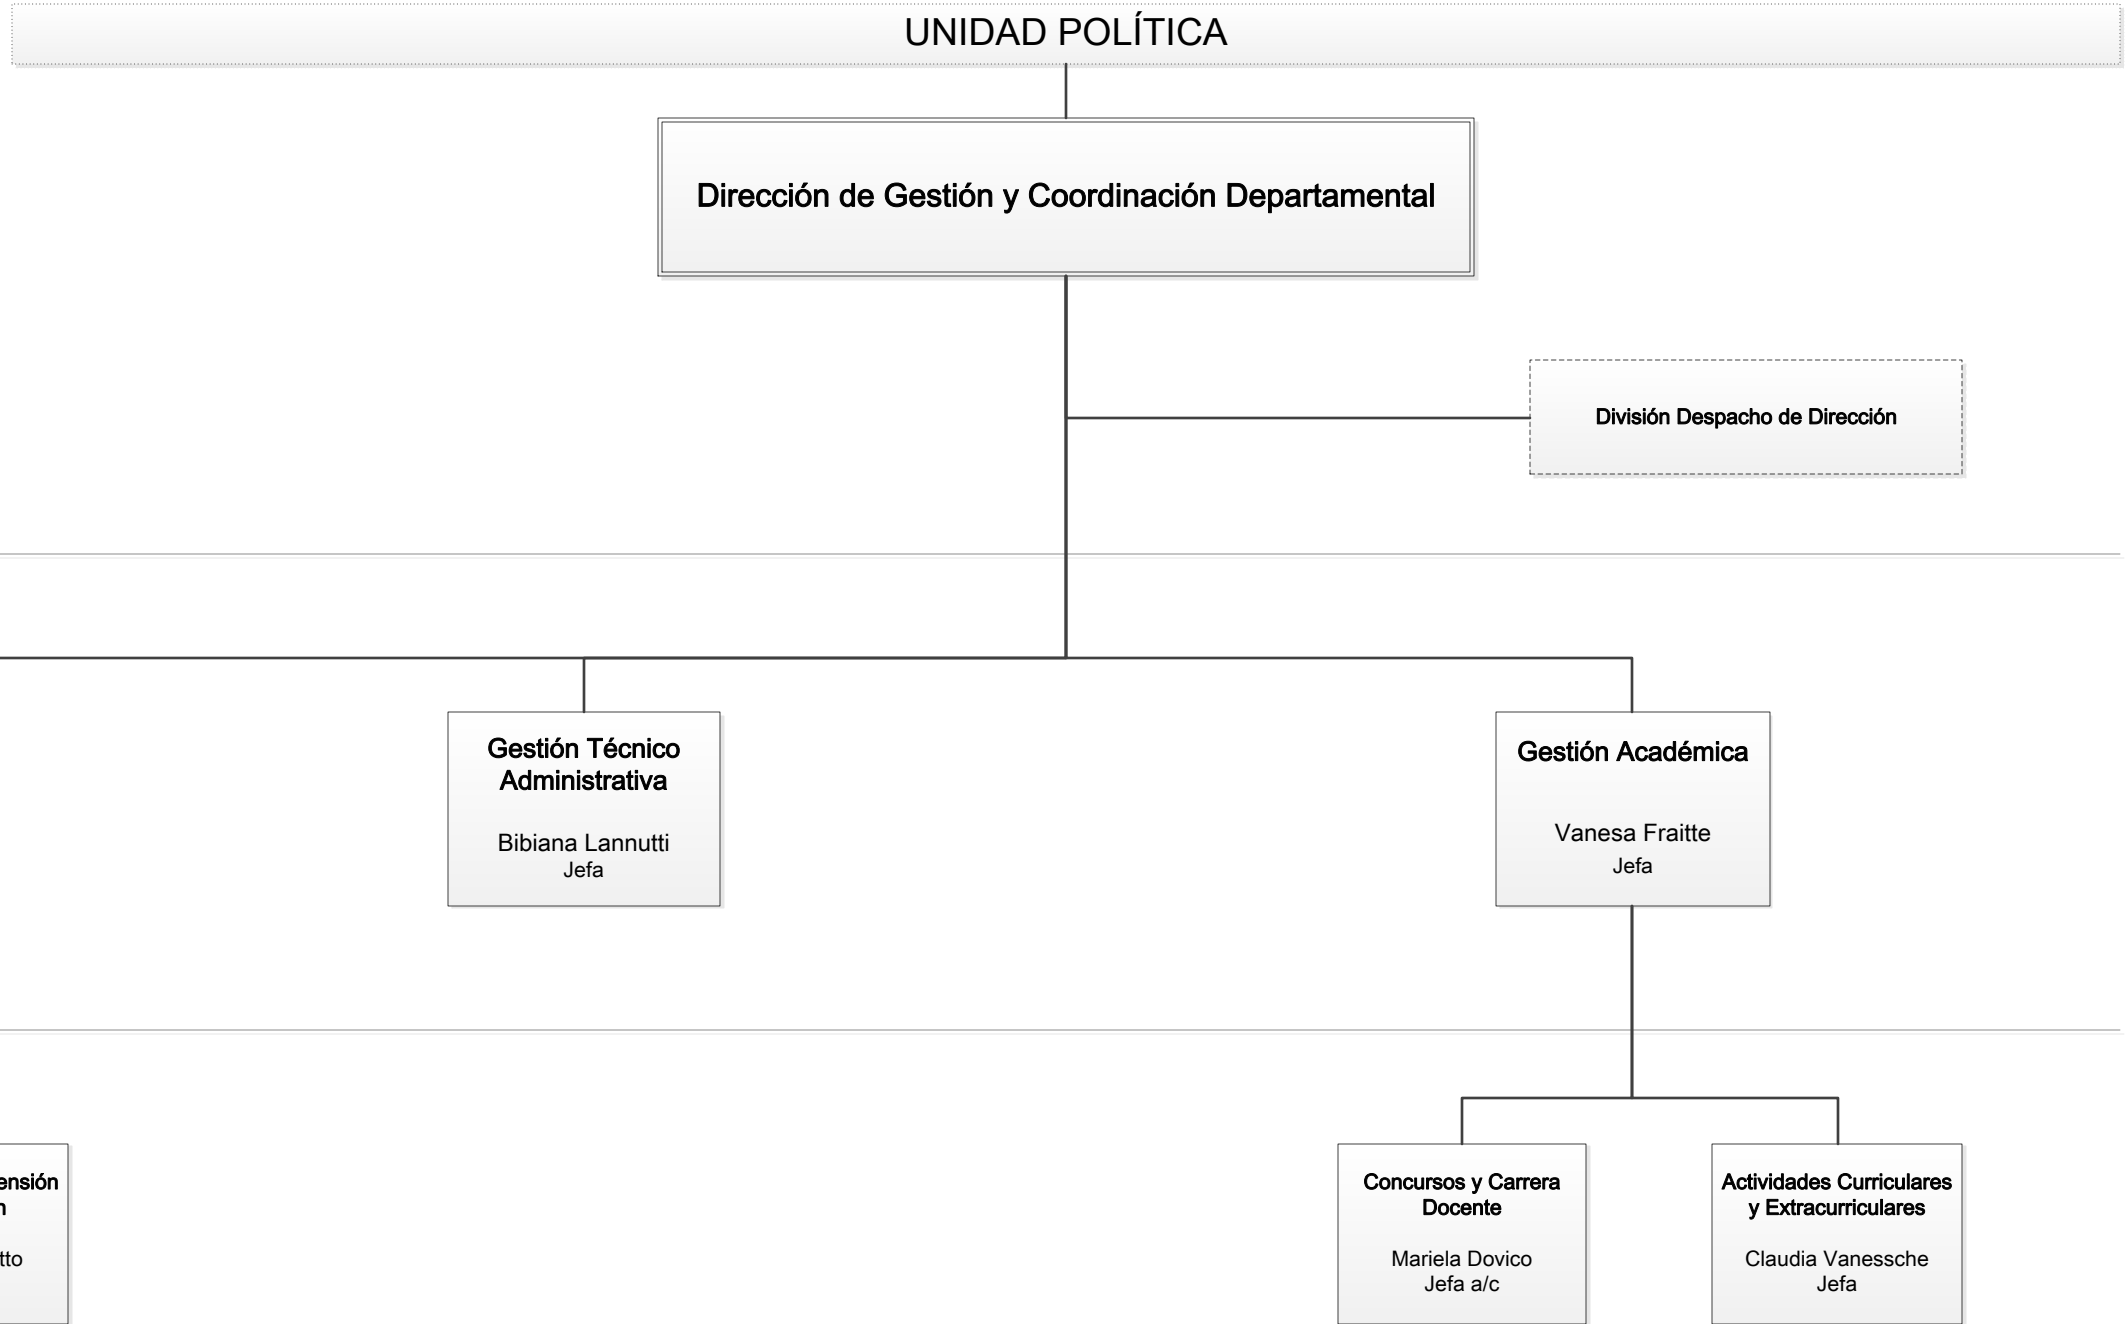 UNIDAD POLÍTICA
Dirección de Gestión y Coordinación Departamental
División Despacho de Dirección
Gestión Técnico
Administrativa
Bibiana Lannutti
Jefa
Gestión Académica
Vanesa Fraitte
Jefa
Concursos y Carrera
Docente
Mariela Dovico
Jefa a/c
Actividades Curriculares
y Extracurriculares
Claudia Vanessche
Jefa